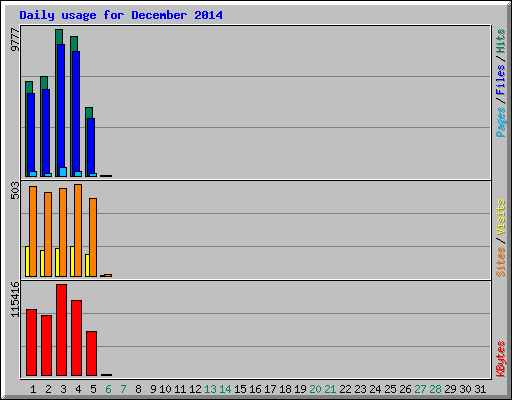 Daily usage for December 2014
9777
Pages / Files / Hits
503
Sites / Visits
115416
KBytes
1 2 3 4 5 6 7 8 9 10 11 12 13 14 15 16 17 18 19 20 21 22 23 24 25 26 27 28 29 30 31